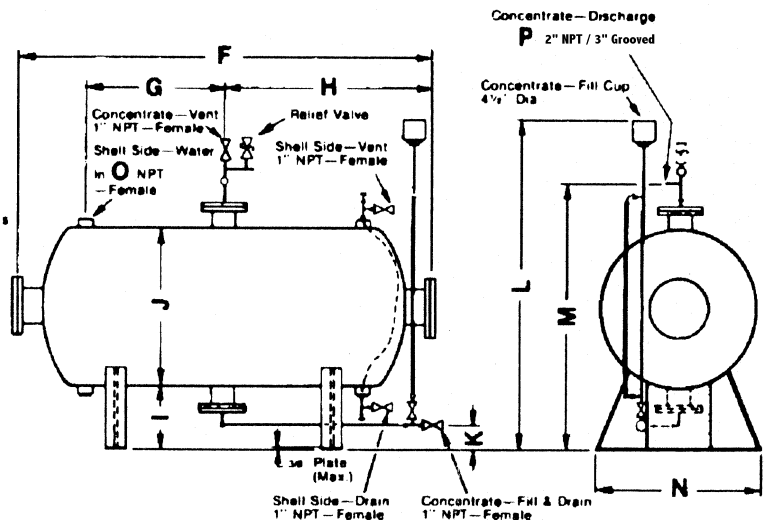 Concentrate—Discharge
P 2" NPT / 3" Grooved
F
G
H
Concentrate—Fill Cup
4½" Dia
Concentrate—Vent
1" NPT—Female
Relief Valve
Shell Side—Water
In O NPT
—Female
Shell Side—Vent
1" NPT—Female
s
J
L
M
I
K
Plate
(Max.)
N
Shell Side—Drain
1" NPT—Female
Concentrate—Fill & Drain
1" NPT—Female